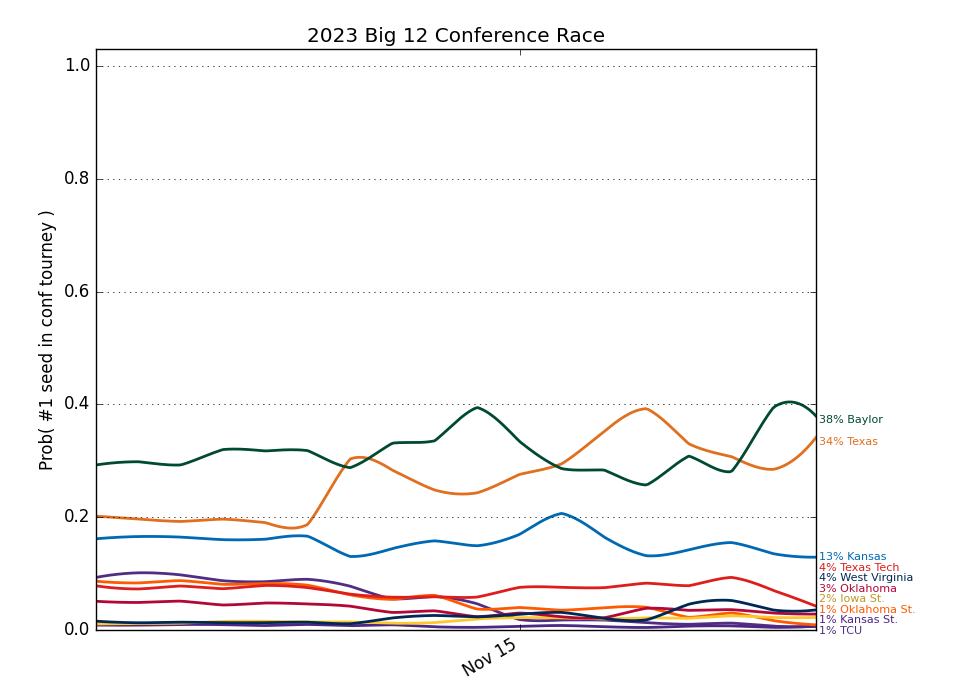 2023 Big 12 Conference Race
Prob( #1 seed in conf tourney )
1.0
0.8
0.6
0.4
0.2
0.0
Nov 15
38% Baylor
34% Texas
13% Kansas
4% Texas Tech
4% West Virginia
3% Oklahoma
2% Iowa St.
1% Oklahoma St.
1% Kansas St.
1% TCU